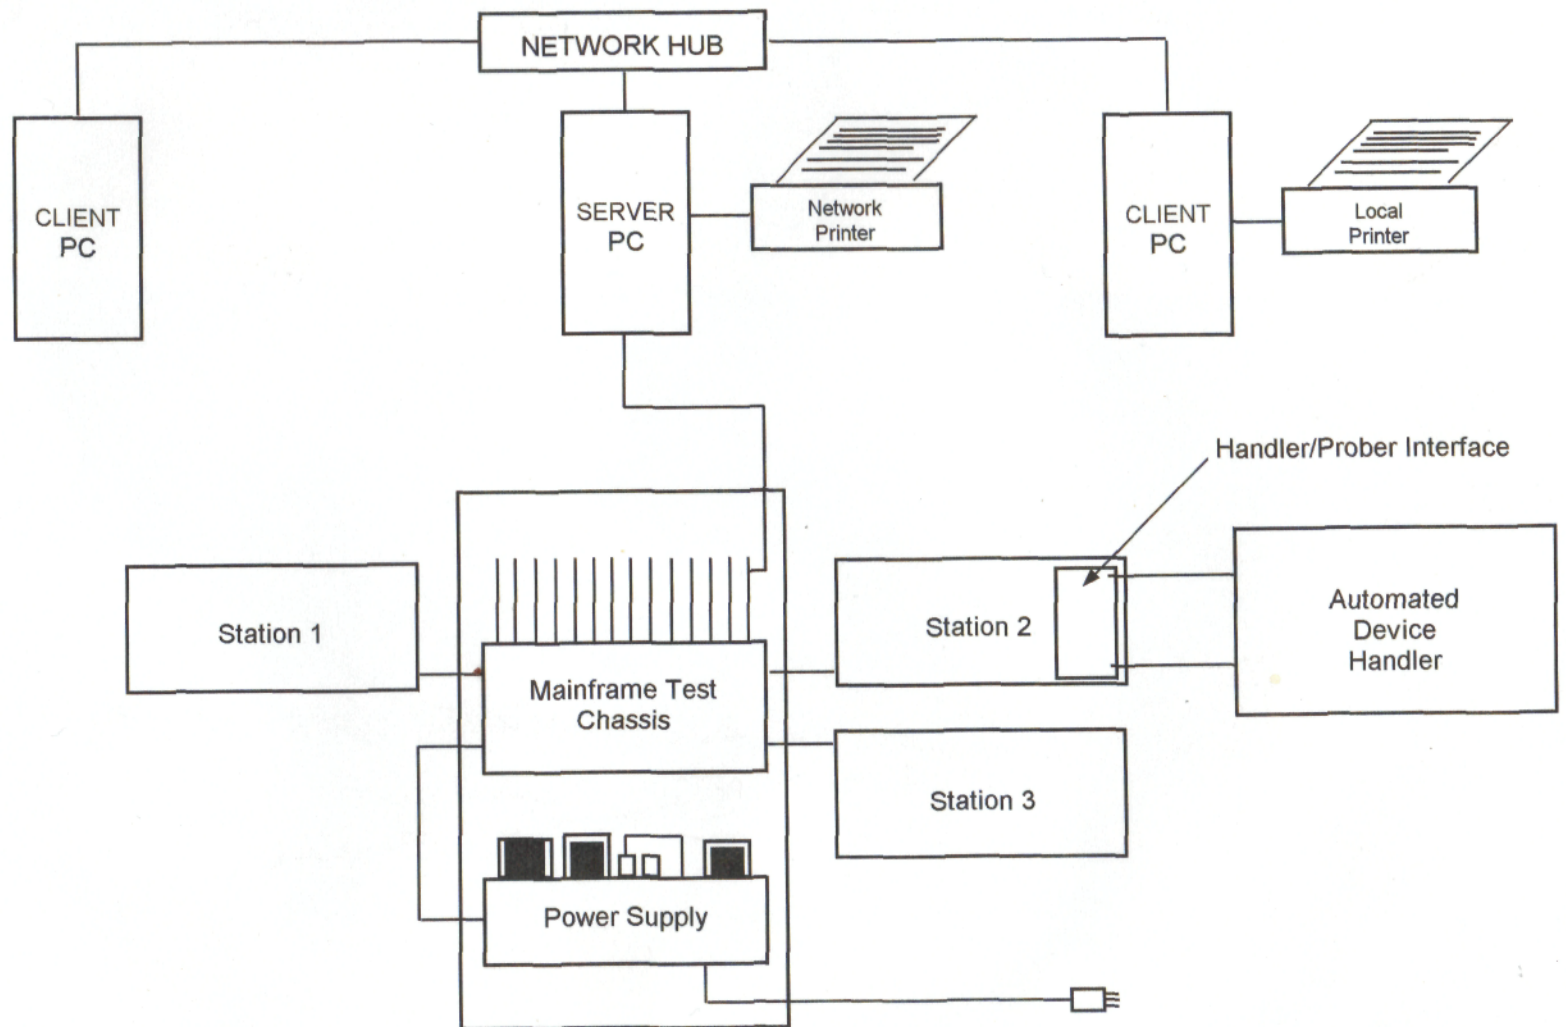 NETWORK HUB
CLIENT
PC
SERVER
PC
Network
Printer
CLIENT
PC
Local
Printer
Handler/Prober Interface
Station 1
Station 2
Automated
Device
Handler
Mainframe Test
Chassis
Station 3
Power Supply